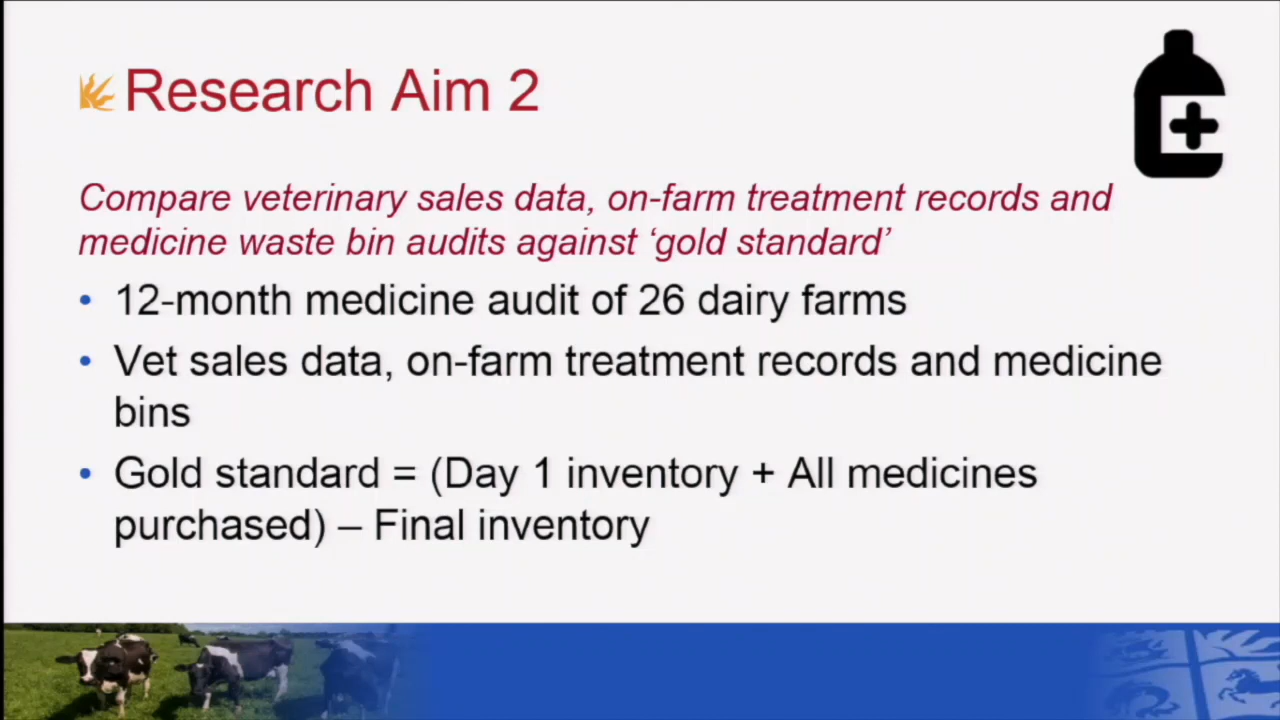 Research Aim 2
Compare veterinary sales data, on-farm treatment records and
medicine waste bin audits against ‘gold standard’
• 12-month medicine audit of 26 dairy farms
• Vet sales data, on-farm treatment records and medicine
bins
• Gold standard = (Day 1 inventory + All medicines
purchased) – Final inventory